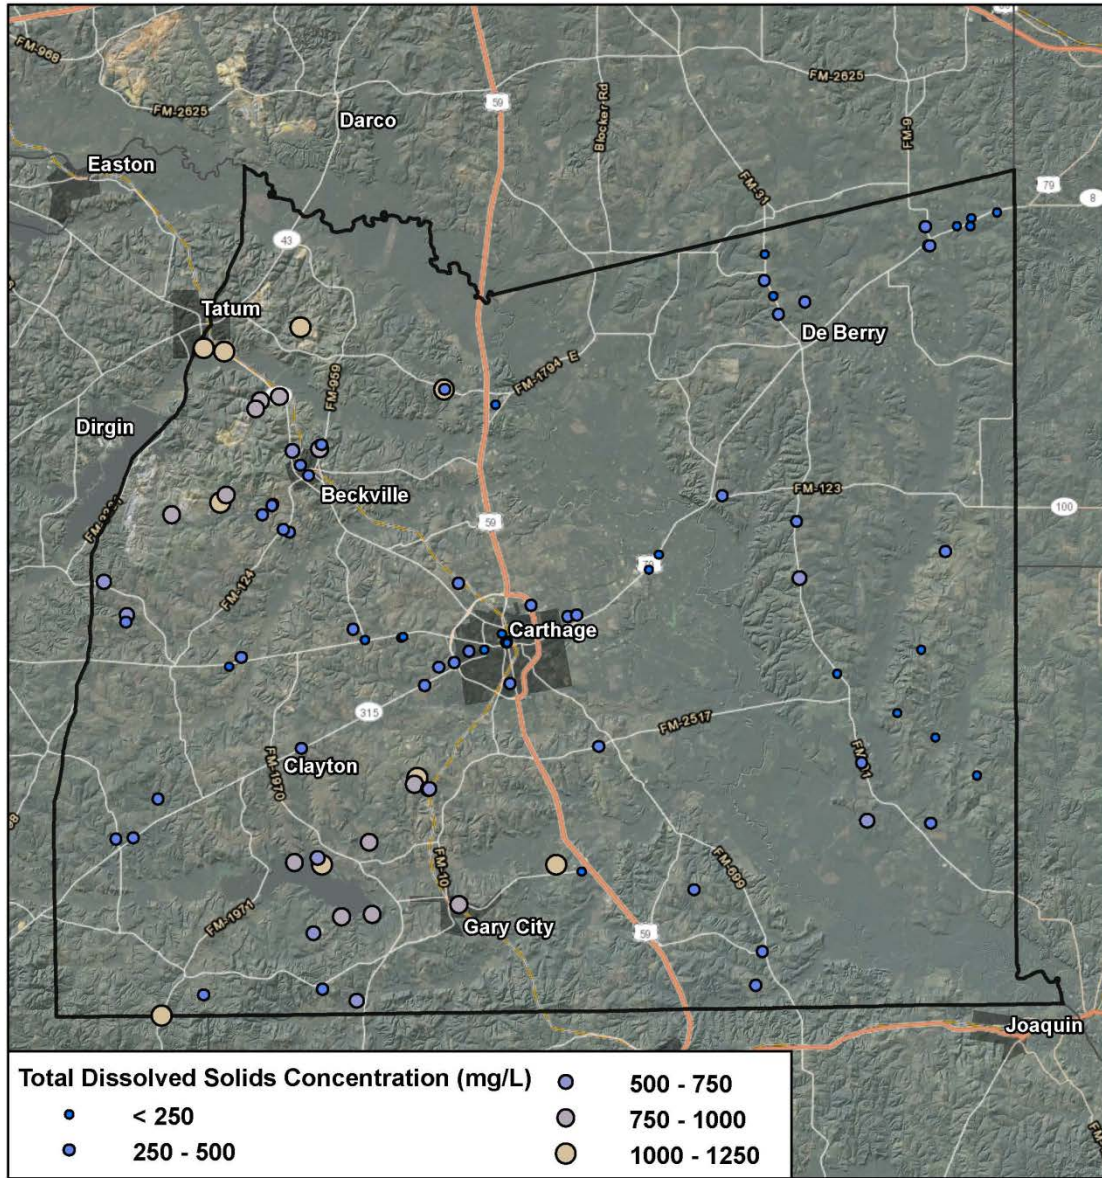 FM-968
FM-2625
59
FM-2625
Darco
Blocker Rd
FM-9
Easton
FM-31
79
8
43
Tatum
De Berry
FM-959
FM-1794 E
Dirgin
Beckville
FM-123
59
100
79
FM-124
Carthage
315
FM-2517
Clayton
FM-1970
FM-10
FM-699
FM-1971
Gary City
59
Joaquin
Total Dissolved Solids Concentration (mg/L)
< 250
250 - 500
500 - 750
750 - 1000
1000 - 1250